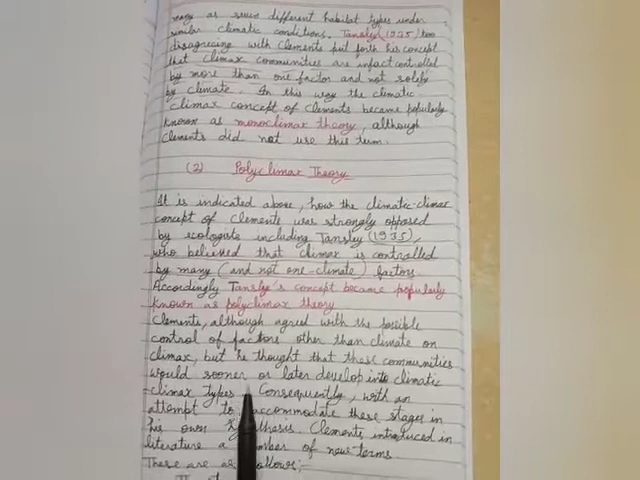 many as seven different habitat types under
similar climatic conditions. Tansley (1935) too
disagreeing with Clements put forth his concept
that climax communities are infact controlled
by more than one factor and not solely
by climate. In this way the climatic
climax concept of Clements became popularly
known as monoclimax theory, although
Clements did not use this term.
(2) Polyclimax Theory
It is indicated above, how the climatic-climax
concept of Clements was strongly opposed
by ecologists including Tansley (1935),
who believed that climax is controlled
by many (and not one-climate) factors.
Accordingly Tansley's concept became popularly
known as polyclimax theory
Clements, although agreed with the possible
control of factors other than climate on
climax, but he thought that these communities
would sooner or later develop into climatic
climax types. Consequently, with an
attempt to accommodate these stages in
his own Clements introduced in
literature a of new terms.
These are as